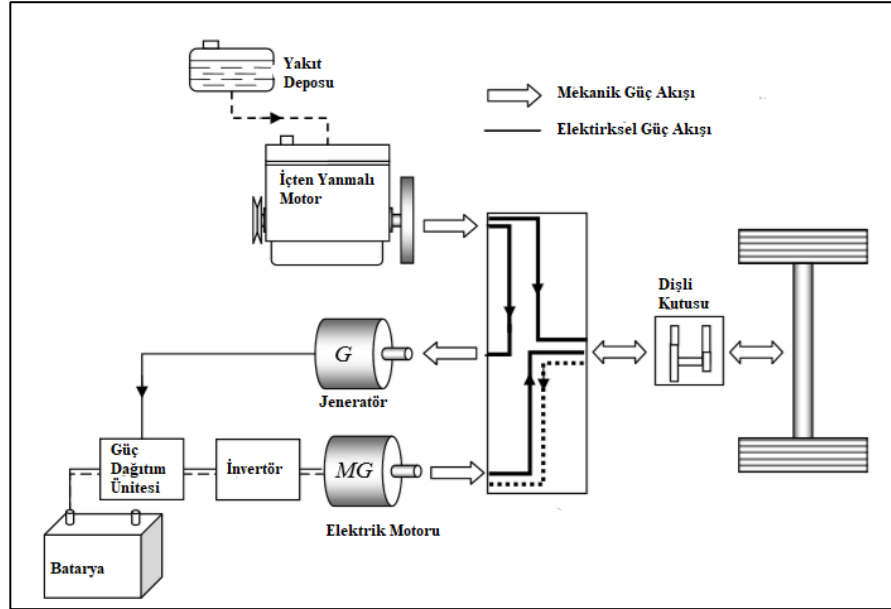 Yakıt
Deposu
Mekanik Güç Akışı
Elektirksel Güç Akışı
İçten Yanmalı
Motor
Dişli
Kutusu
G
Jeneratör
Güç
Dağıtım
Ünitesi
İnvertör
MG
Elektrik Motoru
Batarya